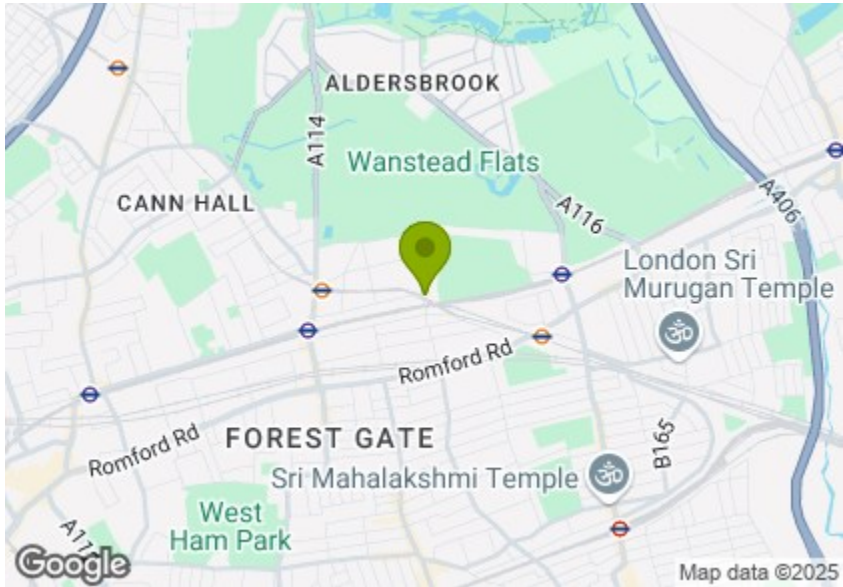 ALDERSBROOK
A114
Wanstead Flats
CANN HALL
A116
A406
London Sri
Murugan Temple
Romford Rd
FOREST GATE
Romford Rd
B165
Sri Mahalakshmi Temple
West
Ham Park
Google
Map data ©2025